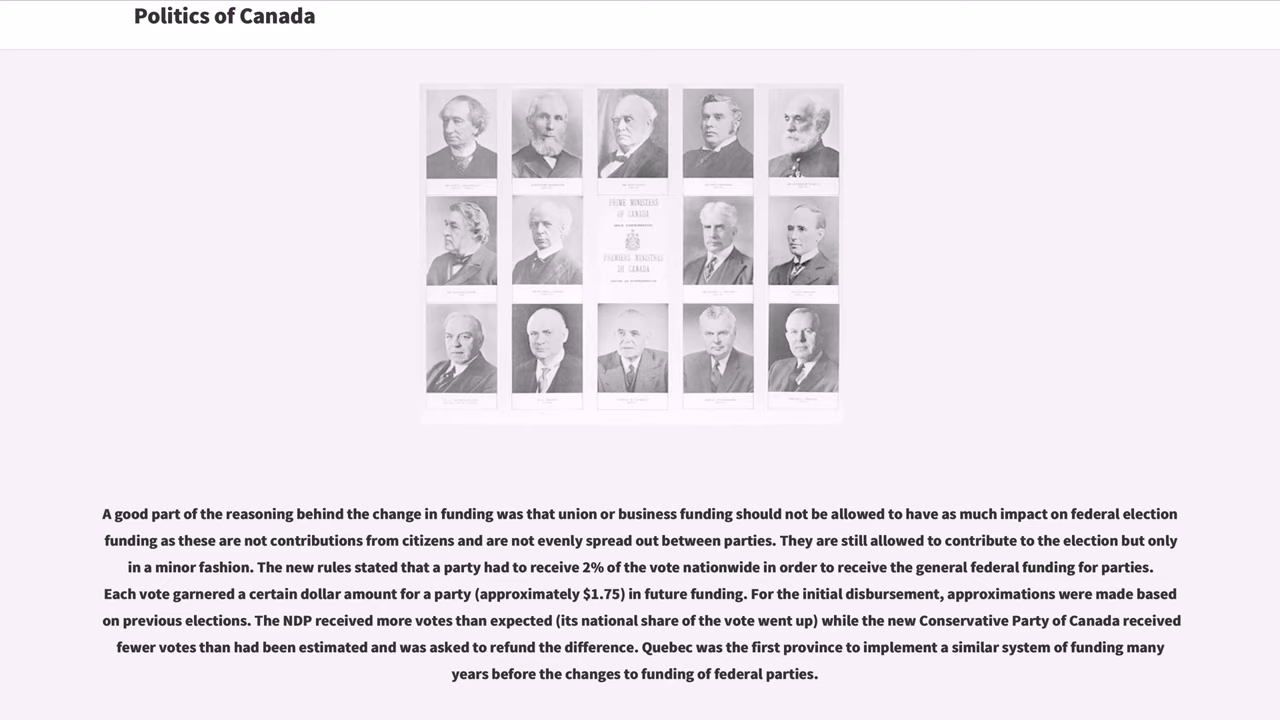 Politics of Canada
PRIME MINISTERS
OF CANADA
PREMIERS MINISTRES
DU CANADA
A good part of the reasoning behind the change in funding was that union or business funding should not be allowed to have as much impact on federal election
funding as these are not contributions from citizens and are not evenly spread out between parties. They are still allowed to contribute to the election but only
in a minor fashion. The new rules stated that a party had to receive 2% of the vote nationwide in order to receive the general federal funding for parties.
Each vote garnered a certain dollar amount for a party (approximately $1.75) in future funding. For the initial disbursement, approximations were made based
on previous elections. The NDP received more votes than expected (its national share of the vote went up) while the new Conservative Party of Canada received
fewer votes than had been estimated and was asked to refund the difference. Quebec was the first province to implement a similar system of funding many
years before the changes to funding of federal parties.